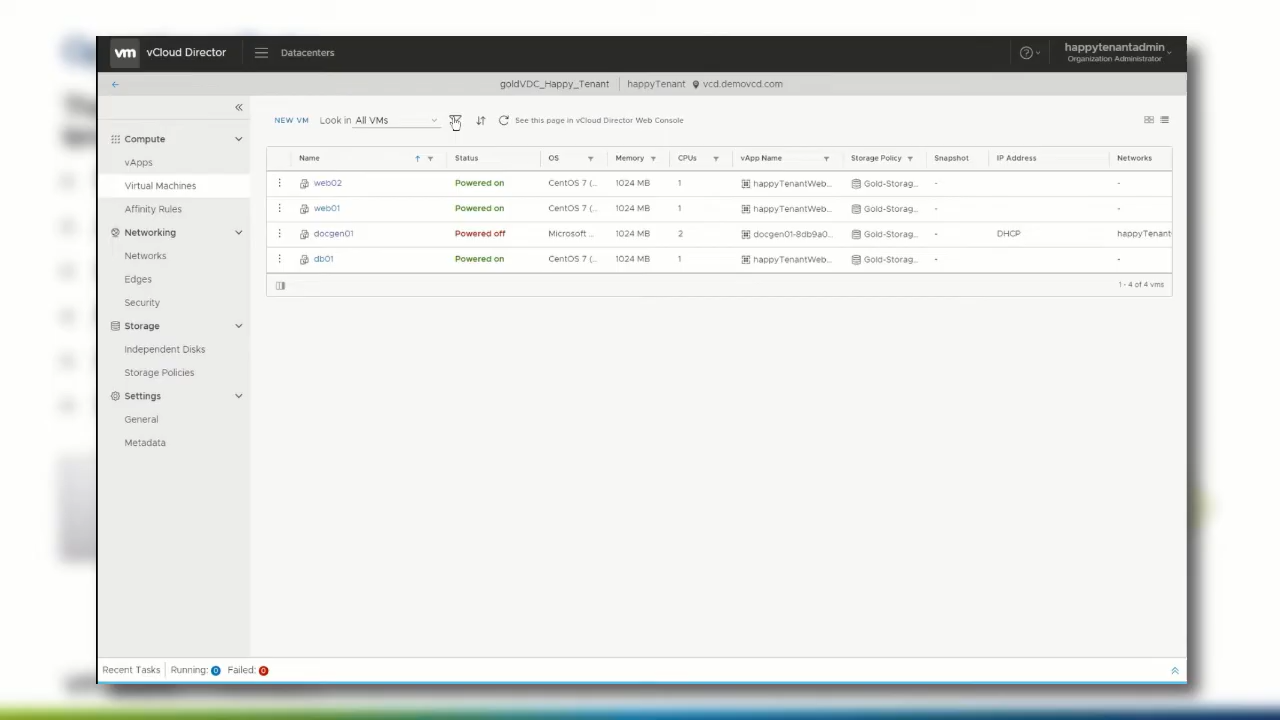 vm vCloud Director Datacenters
happytenantadmin
Organization Administrator
goldVDC_Happy_Tenant happyTenant vcd.demovcd.com
Compute
vApps
Virtual Machines
Affinity Rules
Networking
Networks
Edges
Security
Storage
Independent Disks
Storage Policies
Settings
General
Metadata
NEW VM Look in All VMs See this page in vCloud Director Web Console
Name Status OS Memory CPUs vApp Name Storage Policy Snapshot IP Address Networks
web02 Powered on CentOS 7 (... 1024 MB 1 happyTenantWeb... Gold-Storag... - -
web01 Powered on CentOS 7 (... 1024 MB 1 happyTenantWeb... Gold-Storag... - -
docgen01 Powered off Microsoft ... 1024 MB 2 docgen01-8db9a0... Gold-Storag... - DHCP happyTenant
db01 Powered on CentOS 7 (... 1024 MB 1 happyTenantWeb... Gold-Storag... - -
1 - 4 of 4 vms
Recent Tasks Running: 0 Failed: 0